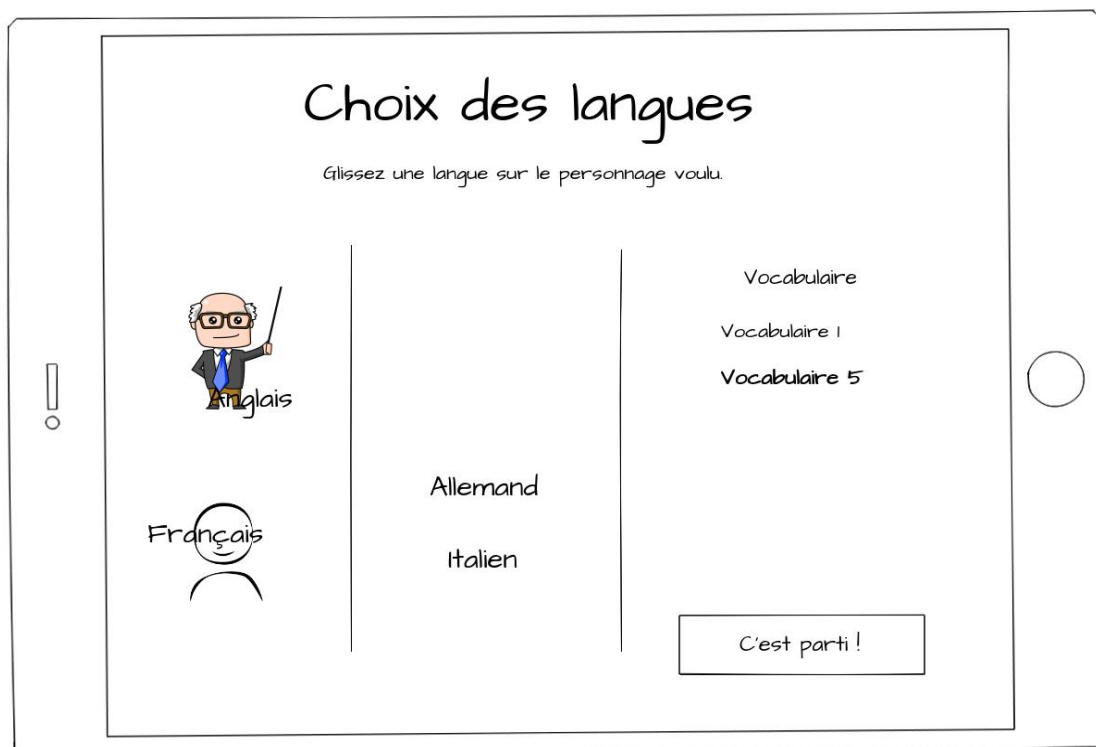 Choix des langues
Glissez une langue sur le personnage voulu.
Anglais
Français
Allemand
Italien
Vocabulaire
Vocabulaire 1
Vocabulaire 5
C'est parti !